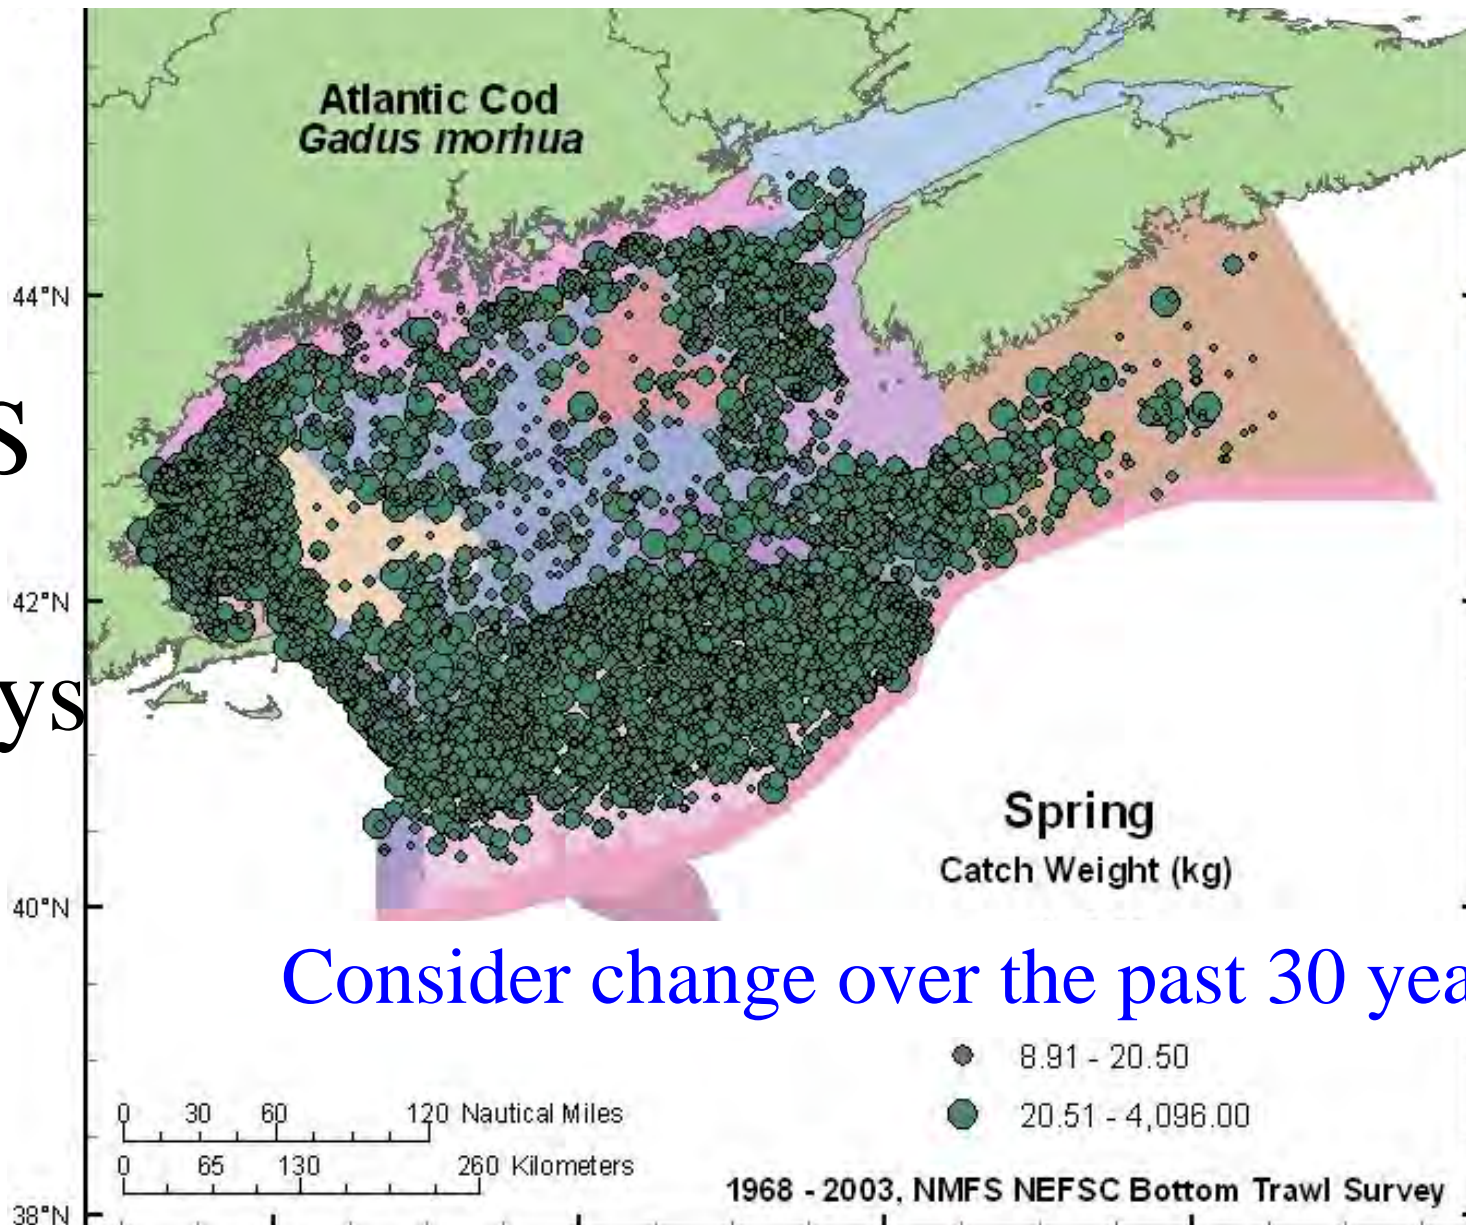 Atlantic Cod
Gadus morhua
44°N
S
42°N
ys
Spring
Catch Weight (kg)
40°N
Consider change over the past 30 yea
8.91 - 20.50
20.51 - 4,096.00
0 30 60 120 Nautical Miles
0 65 130 260 Kilometers
1968 - 2003, NMFS NEFSC Bottom Trawl Survey
38°N